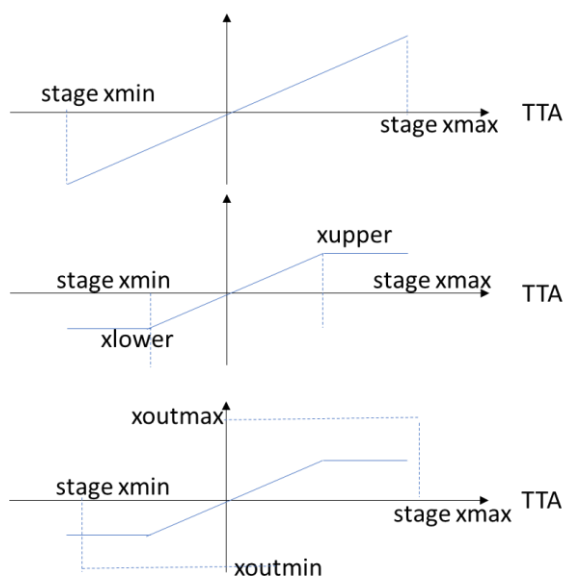 stage xmin
stage xmax
TTA
xupper
stage xmin
stage xmax
TTA
xlower
xoutmax
stage xmin
TTA
stage xmax
xoutmin